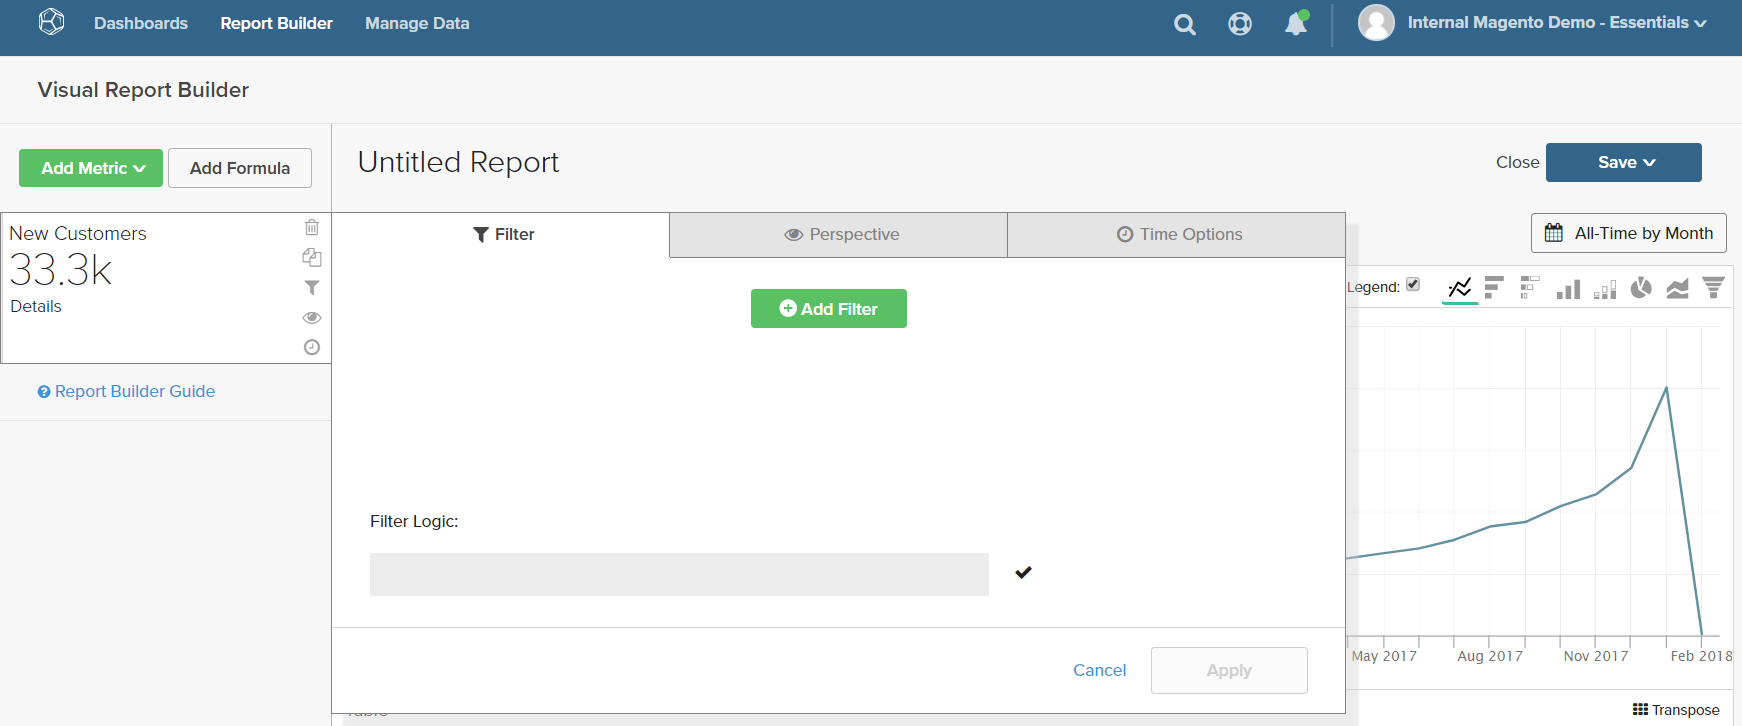 Dashboards Report Builder Manage Data Internal Magento Demo - Essentials
Visual Report Builder
Add Metric Add Formula
Untitled Report
Close Save
New Customers
33.3k
Details
Report Builder Guide
Filter Perspective Time Options
Add Filter
Filter Logic:
Cancel Apply
All-Time by Month
Legend:
May 2017 Aug 2017 Nov 2017 Feb 2018
Transpose